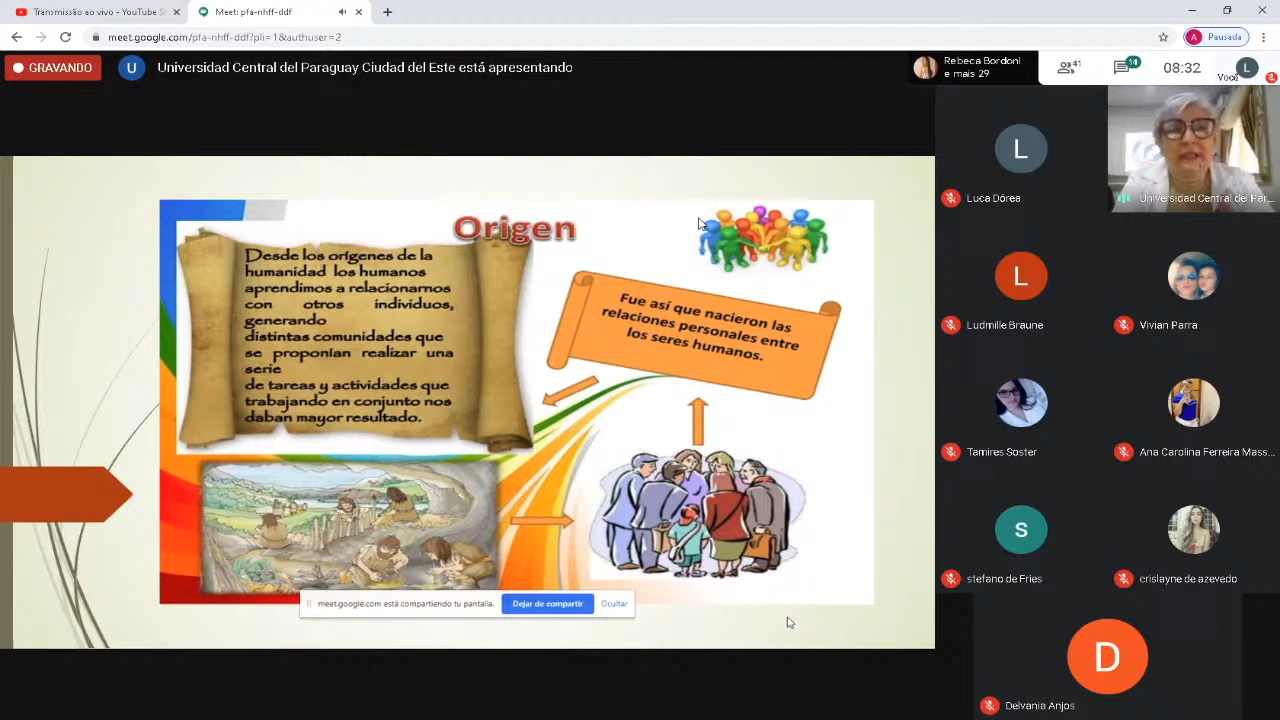 Transmissão ao vivo - YouTube S
Meet: pfa-nhff-ddf
meet.google.com/pfa-nhff-ddf?pli=1&authuser=2
A
Pausada
GRAVANDO
U
Universidad Central del Paraguay Ciudad del Este está apresentando
Rebeca Bordoni
e mais 29
41
14
08:32
Você
L
Origen
Desde los orígenes de la
humanidad los humanos
aprendimos a relacionarnos
con otros individuos,
generando
distintas comunidades que
se proponían realizar una
serie
de tareas y actividades que
trabajando en conjunto nos
daban mayor resultado.
Fue así que nacieron las
relaciones personales entre
los seres humanos.
meet.google.com está compartiendo tu pantalla.
Dejar de compartir
Ocultar
L
Luca Dórea
Universidad Central del Par...
L
Ludmille Braune
Vivian Parra
Tamires Soster
Ana Carolina Ferreira Mass...
s
stefano de Fries
crislayne de azevedo
D
Delvania Anjos